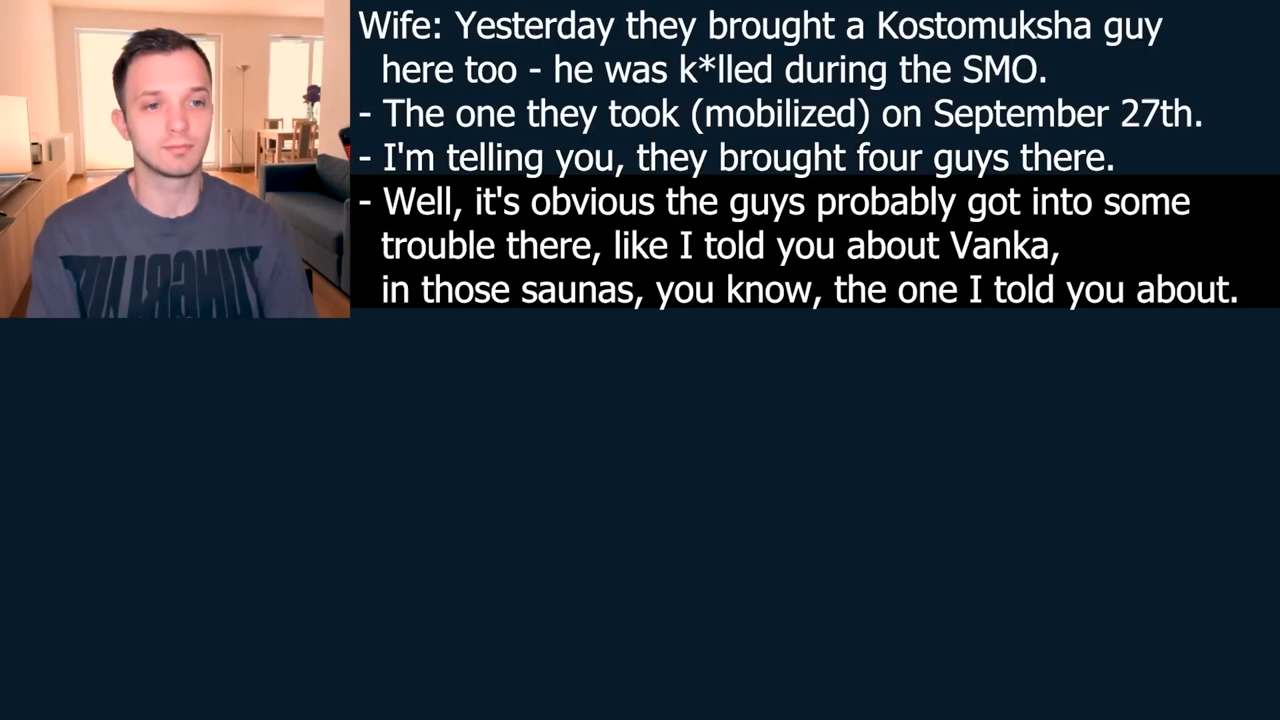 Wife: Yesterday they brought a Kostomuksha guy
here too - he was k*lled during the SMO.
- The one they took (mobilized) on September 27th.
- I'm telling you, they brought four guys there.
- Well, it's obvious the guys probably got into some
trouble there, like I told you about Vanka,
in those saunas, you know, the one I told you about.